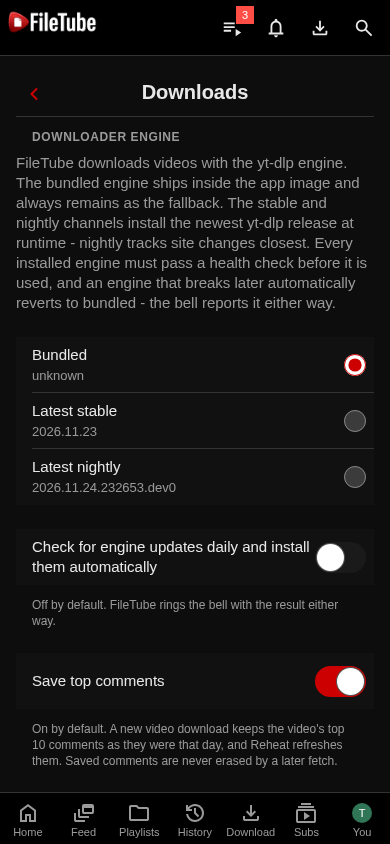 FileTube
3
Downloads
DOWNLOADER ENGINE
FileTube downloads videos with the yt-dlp engine.
The bundled engine ships inside the app image and
always remains as the fallback. The stable and
nightly channels install the newest yt-dlp release at
runtime - nightly tracks site changes closest. Every
installed engine must pass a health check before it is
used, and an engine that breaks later automatically
reverts to bundled - the bell reports it either way.
Bundled
unknown
Latest stable
2026.11.23
Latest nightly
2026.11.24.232653.dev0
Check for engine updates daily and install
them automatically
Off by default. FileTube rings the bell with the result either
way.
Save top comments
On by default. A new video download keeps the video's top
10 comments as they were that day, and Reheat refreshes
them. Saved comments are never erased by a later fetch.
T
Home Feed Playlists History Download Subs You